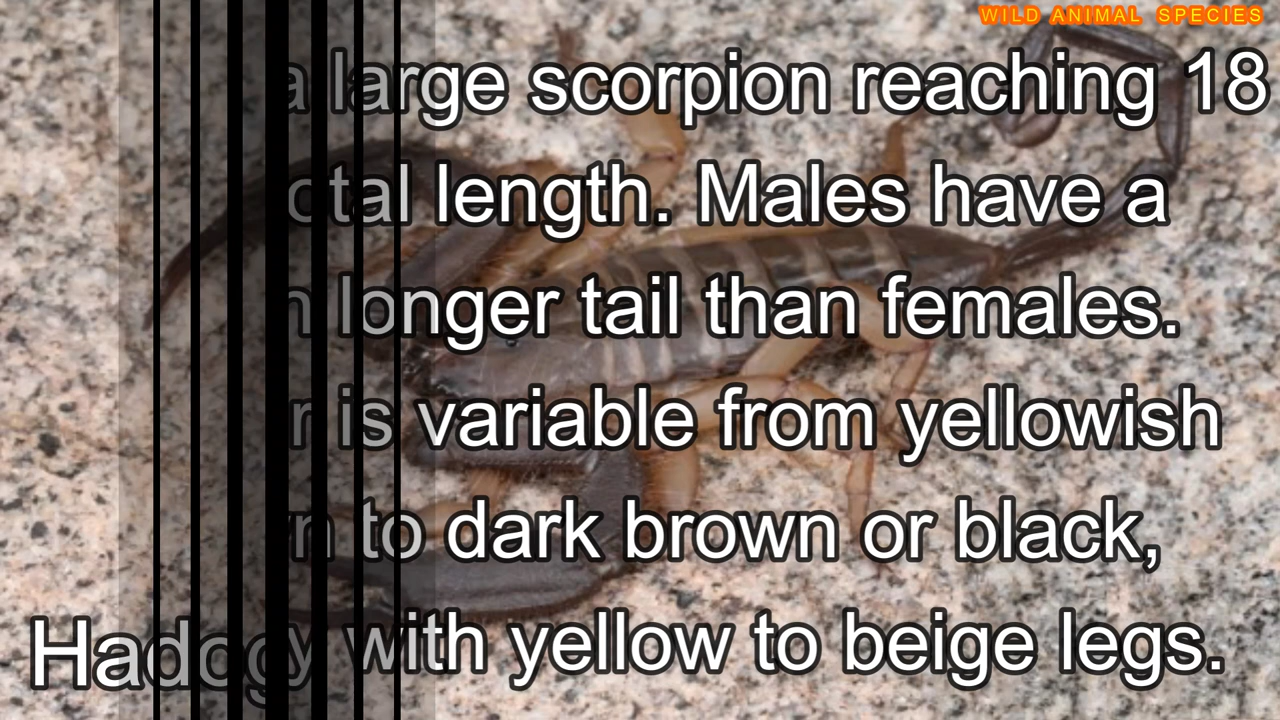 WILD ANIMAL SPECIES
a large scorpion reaching 18
length. Males have a
longer tail than females.
is variable from yellowish
to dark brown or black,
with yellow to beige legs.